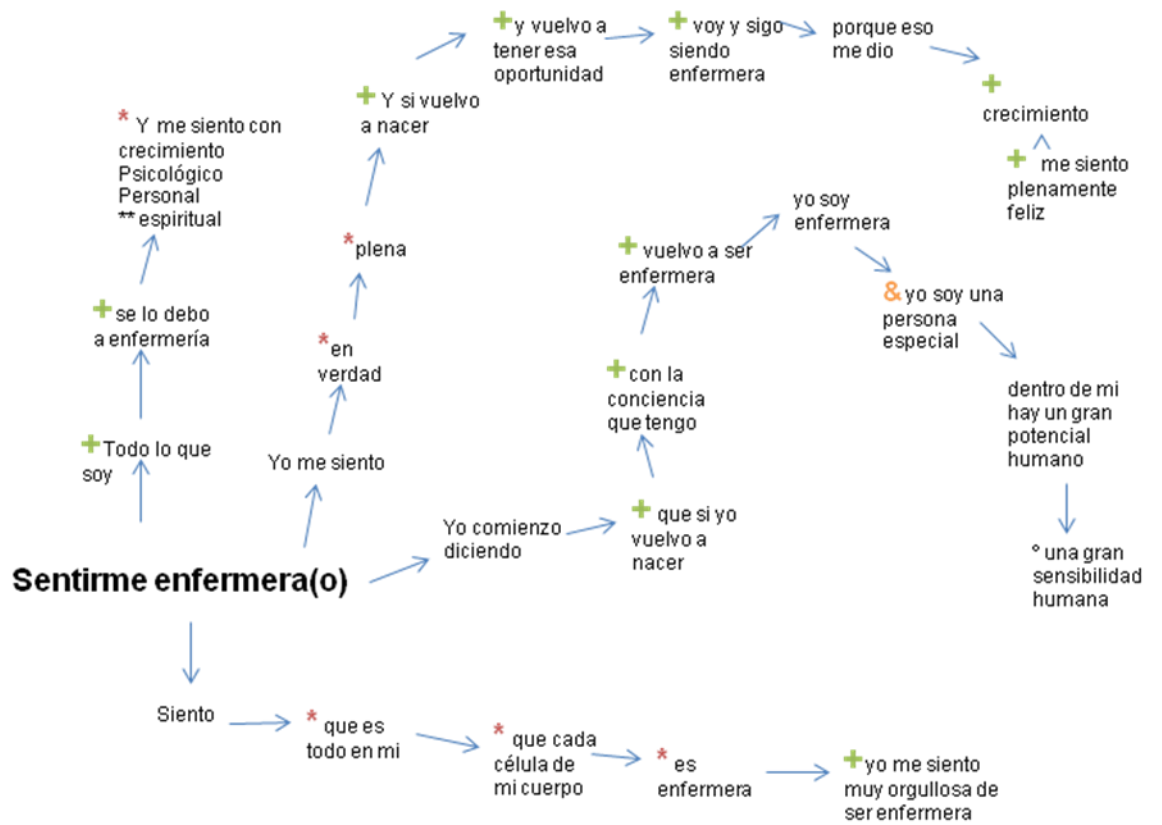 + y vuelvo a
tener esa
oportunidad
+ voy y sigo
siendo
enfermera
porque eso
me dio
+
crecimiento
^
+ me siento
plenamente
feliz
+ Y si vuelvo
a nacer
* Y me siento con
crecimiento
Psicológico
Personal
** espiritual
*plena
yo soy
enfermera
+ vuelvo a ser
enfermera
& yo soy una
persona
especial
+ se lo debo
a enfermería
*en
verdad
+ con la
conciencia
que tengo
dentro de mi
hay un gran
potencial
humano
+ Todo lo que
soy
Yo me siento
Yo comienzo
diciendo
+ que si yo
vuelvo a
nacer
° una gran
sensibilidad
humana
Sentirme enfermera(o)
Siento
* que es
todo en mi
* que cada
célula de
mi cuerpo
* es
enfermera
+ yo me siento
muy orgullosa de
ser enfermera